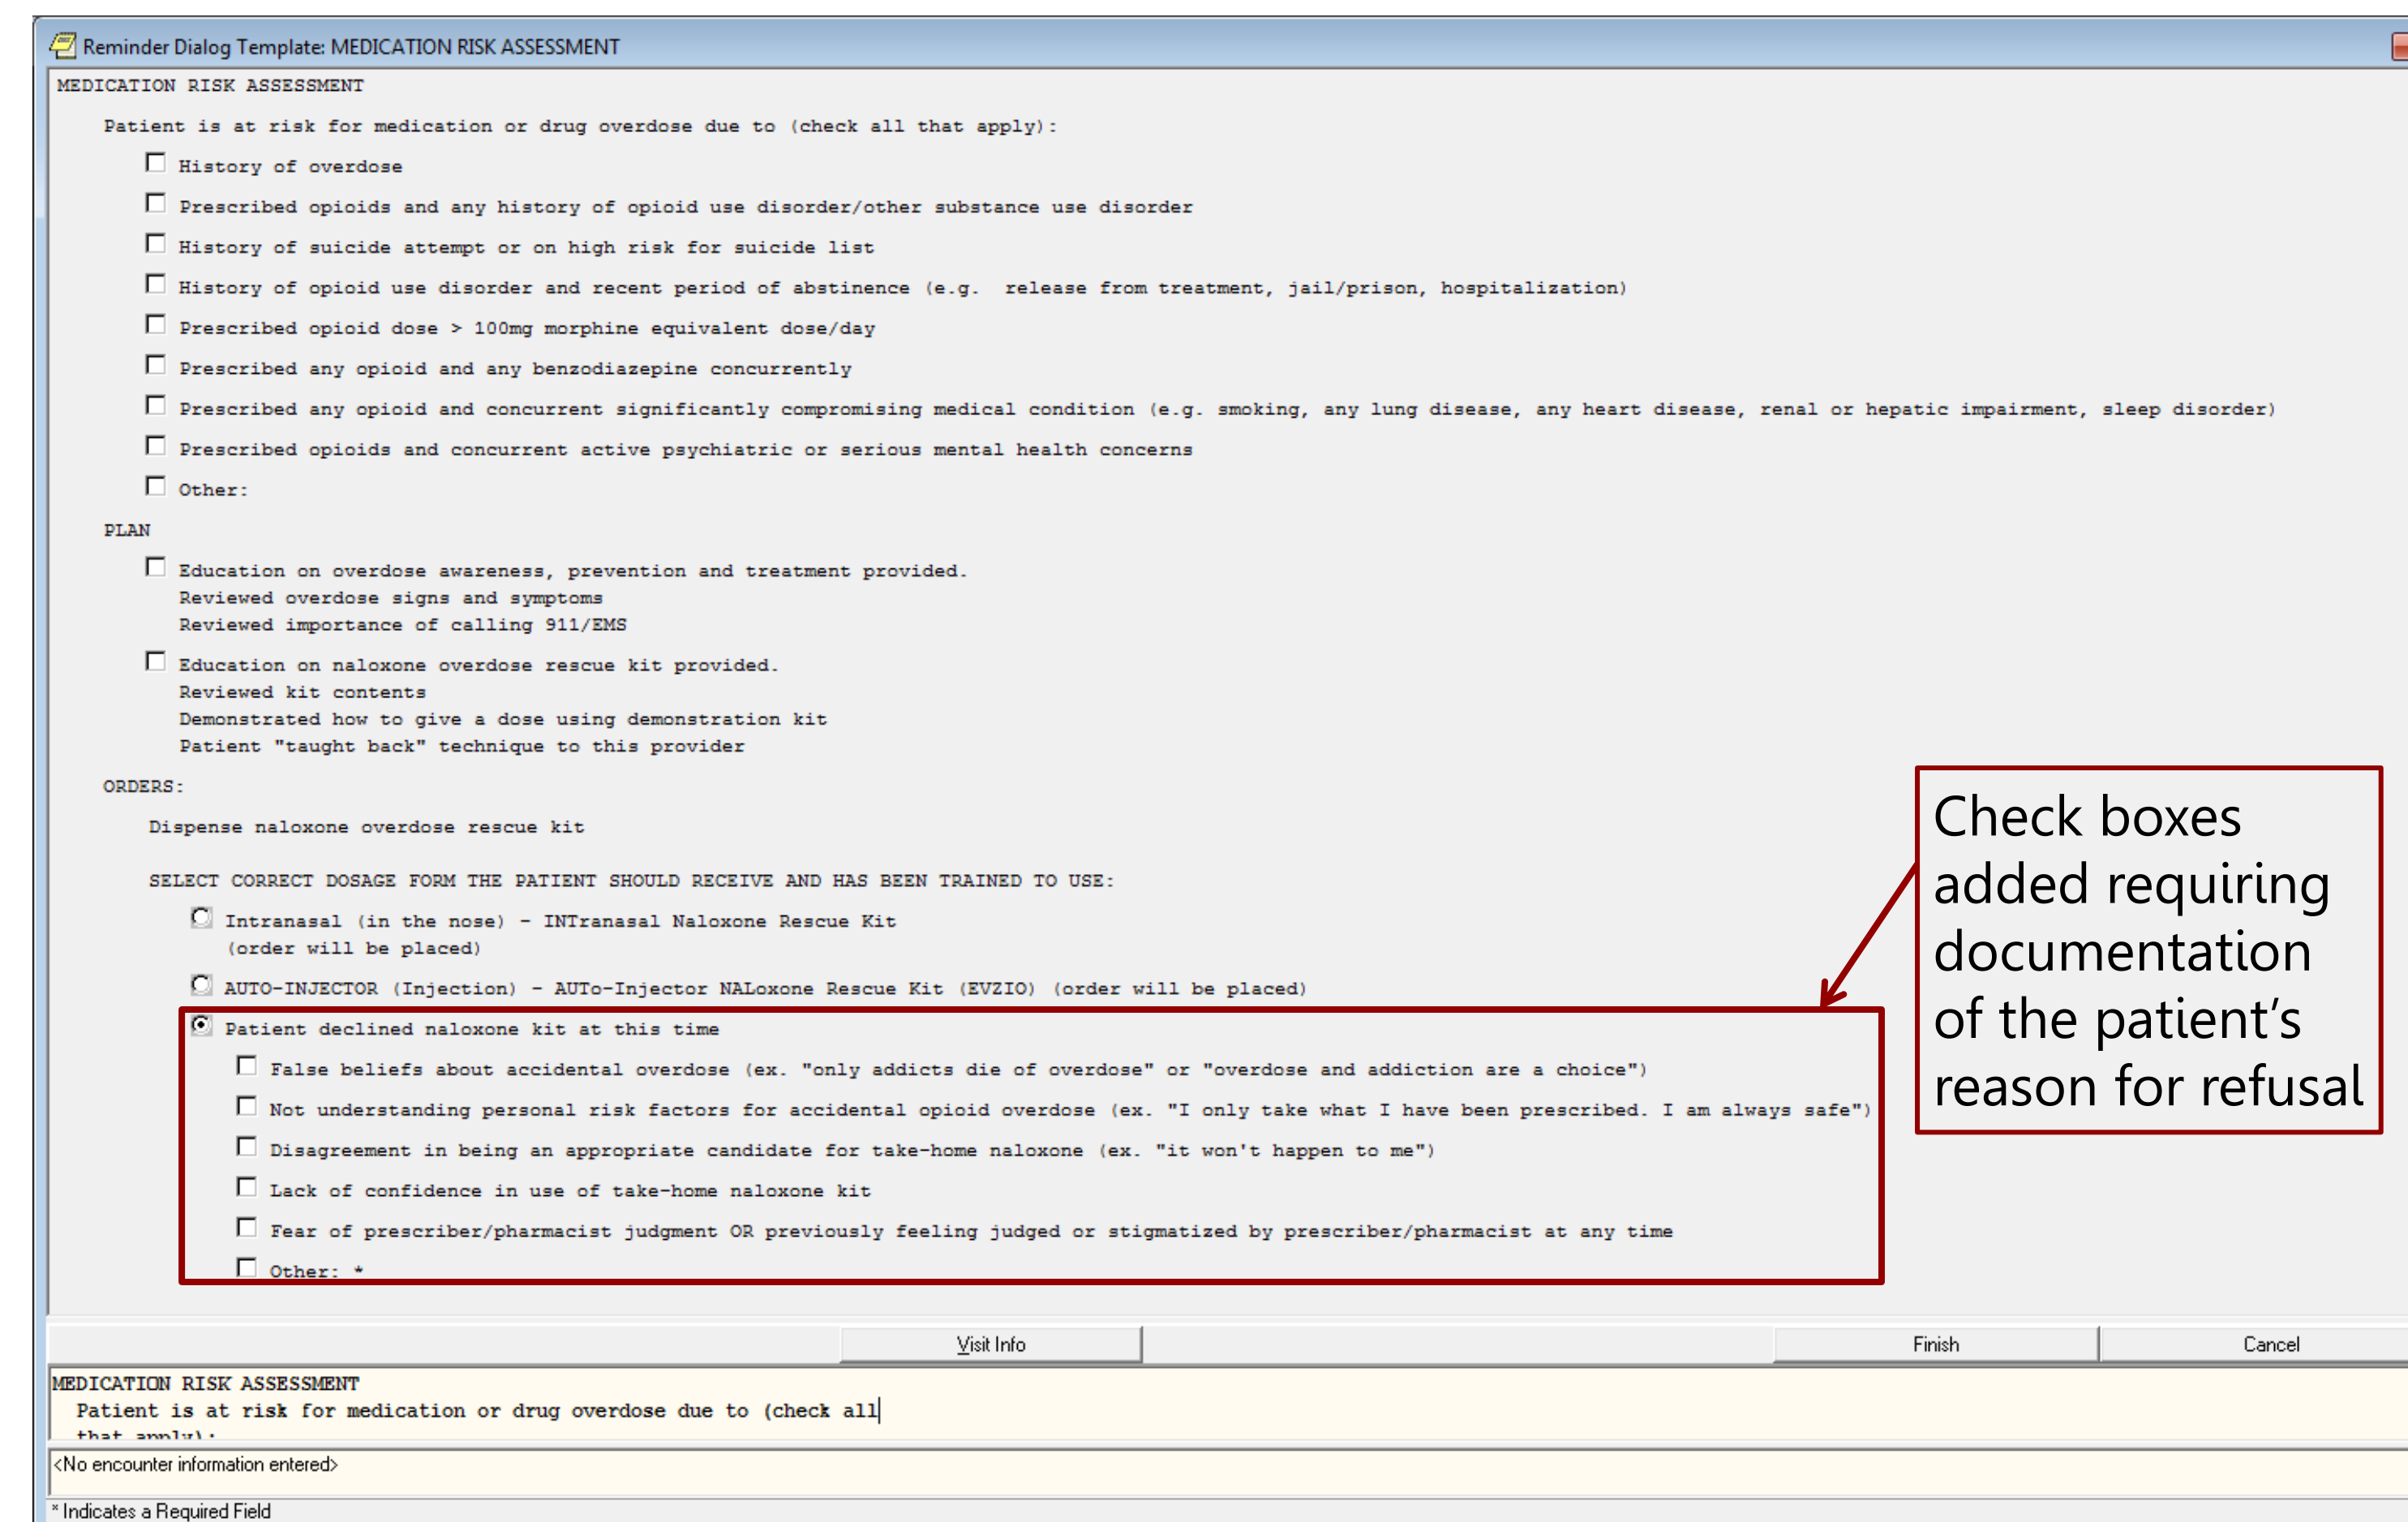 Reminder Dialog Template: MEDICATION RISK ASSESSMENT
MEDICATION RISK ASSESSMENT
Patient is at risk for medication or drug overdose due to (check all that apply):
History of overdose
Prescribed opioids and any history of opioid use disorder/other substance use disorder
History of suicide attempt or on high risk for suicide list
History of opioid use disorder and recent period of abstinence (e.g. release from treatment, jail/prison, hospitalization)
Prescribed opioid dose > 100mg morphine equivalent dose/day
Prescribed any opioid and any benzodiazepine concurrently
Prescribed any opioid and concurrent significantly compromising medical condition (e.g. smoking, any lung disease, any heart disease, renal or hepatic impairment, sleep disorder)
Prescribed opioids and concurrent active psychiatric or serious mental health concerns
Other:
PLAN
Education on overdose awareness, prevention and treatment provided.
Reviewed overdose signs and symptoms
Reviewed importance of calling 911/EMS
Education on naloxone overdose rescue kit provided.
Reviewed kit contents
Demonstrated how to give a dose using demonstration kit
Patient "taught back" technique to this provider
ORDERS:
Dispense naloxone overdose rescue kit
SELECT CORRECT DOSAGE FORM THE PATIENT SHOULD RECEIVE AND HAS BEEN TRAINED TO USE:
Intranasal (in the nose) - INTranasal Naloxone Rescue Kit
(order will be placed)
AUTO-INJECTOR (Injection) - AUTo-Injector NALoxone Rescue Kit (EVZIO) (order will be placed)
Patient declined naloxone kit at this time
False beliefs about accidental overdose (ex. "only addicts die of overdose" or "overdose and addiction are a choice")
Not understanding personal risk factors for accidental opioid overdose (ex. "I only take what I have been prescribed. I am always safe")
Disagreement in being an appropriate candidate for take-home naloxone (ex. "it won't happen to me")
Lack of confidence in use of take-home naloxone kit
Fear of prescriber/pharmacist judgment OR previously feeling judged or stigmatized by prescriber/pharmacist at any time
Other: *
Check boxes
added requiring
documentation
of the patient’s
reason for refusal
Visit Info
Finish
Cancel
MEDICATION RISK ASSESSMENT
Patient is at risk for medication or drug overdose due to (check all
that apply):
<No encounter information entered>
* Indicates a Required Field